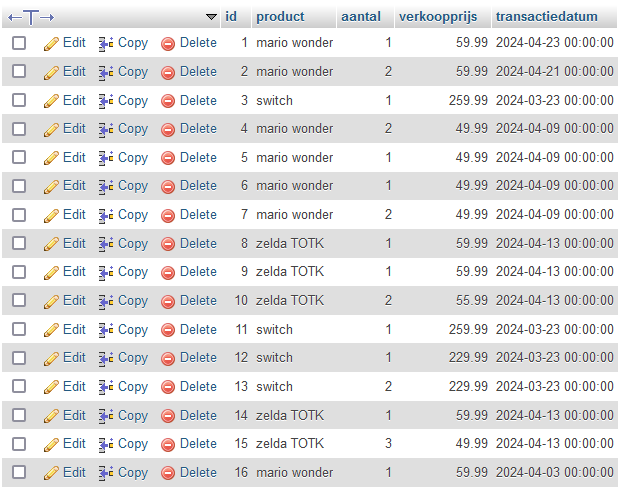 id product aantal verkoopprijs transactiedatum
Edit Copy Delete 1 mario wonder 1 59.99 2024-04-23 00:00:00
Edit Copy Delete 2 mario wonder 2 59.99 2024-04-21 00:00:00
Edit Copy Delete 3 switch 1 259.99 2024-03-23 00:00:00
Edit Copy Delete 4 mario wonder 2 49.99 2024-04-09 00:00:00
Edit Copy Delete 5 mario wonder 1 49.99 2024-04-09 00:00:00
Edit Copy Delete 6 mario wonder 1 49.99 2024-04-09 00:00:00
Edit Copy Delete 7 mario wonder 2 49.99 2024-04-09 00:00:00
Edit Copy Delete 8 zelda TOTK 1 59.99 2024-04-13 00:00:00
Edit Copy Delete 9 zelda TOTK 1 59.99 2024-04-13 00:00:00
Edit Copy Delete 10 zelda TOTK 2 55.99 2024-04-13 00:00:00
Edit Copy Delete 11 switch 1 259.99 2024-03-23 00:00:00
Edit Copy Delete 12 switch 1 229.99 2024-03-23 00:00:00
Edit Copy Delete 13 switch 2 229.99 2024-03-23 00:00:00
Edit Copy Delete 14 zelda TOTK 1 59.99 2024-04-13 00:00:00
Edit Copy Delete 15 zelda TOTK 3 49.99 2024-04-13 00:00:00
Edit Copy Delete 16 mario wonder 1 59.99 2024-04-03 00:00:00